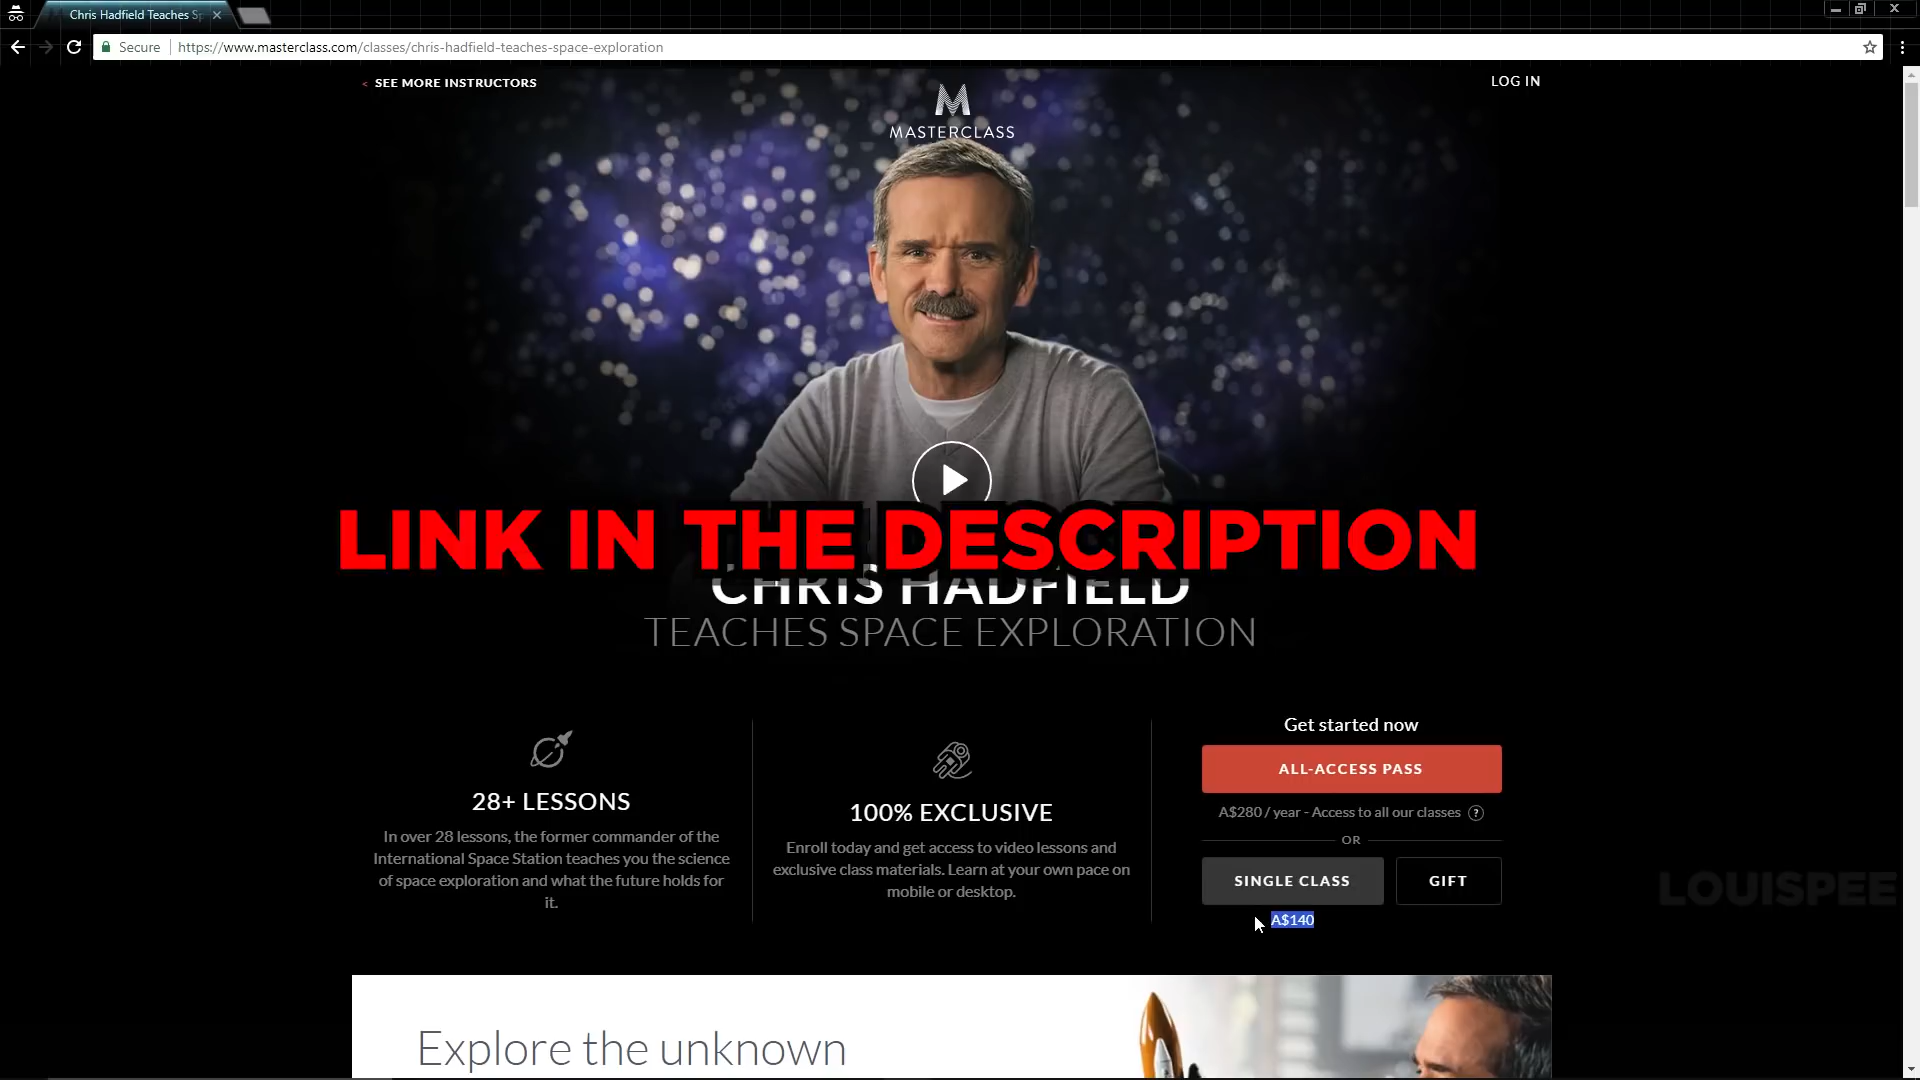 Chris Hadfield Teaches Sp
Secure
https://www.masterclass.com/classes/chris-hadfield-teaches-space-exploration
< SEE MORE INSTRUCTORS
LOG IN
MASTERCLASS
LINK IN THE DESCRIPTION
CHRIS HADFIELD
TEACHES SPACE EXPLORATION
28+ LESSONS
In over 28 lessons, the former commander of the
International Space Station teaches you the science
of space exploration and what the future holds for
it.
100% EXCLUSIVE
Enroll today and get access to video lessons and
exclusive class materials. Learn at your own pace on
mobile or desktop.
Get started now
ALL-ACCESS PASS
A$280 / year - Access to all our classes ?
OR
SINGLE CLASS
GIFT
A$140
LOUISPEE
Explore the unknown